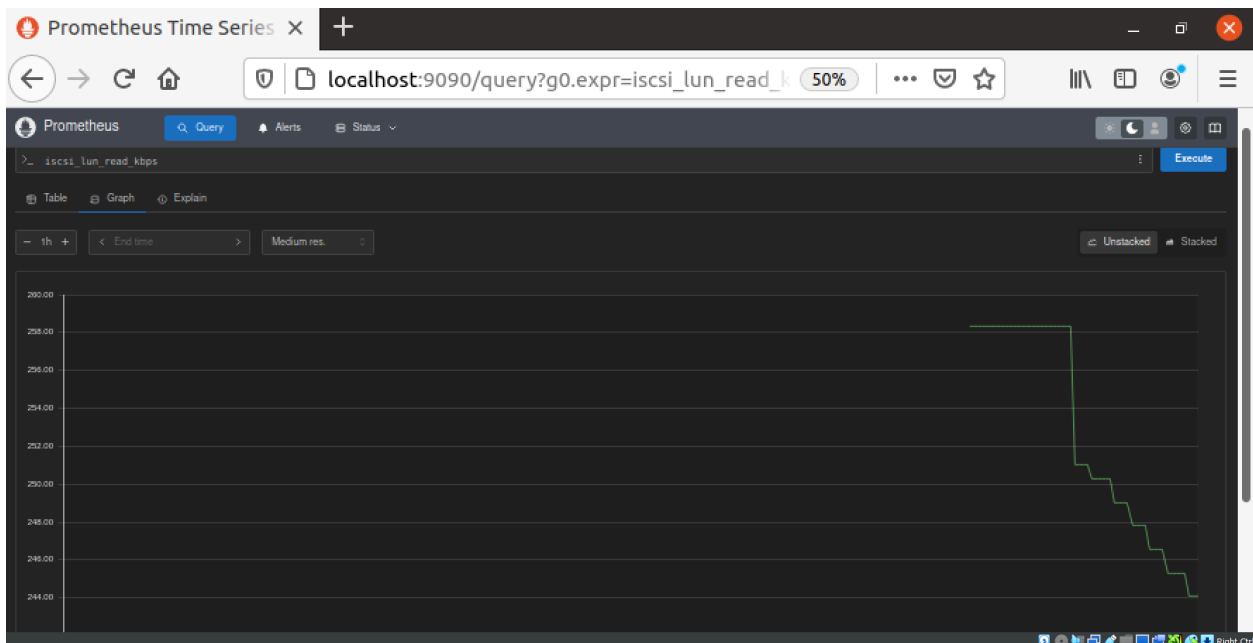 Prometheus Time Series
localhost:9090/query?g0.expr=iscsi_lun_read_k 50%
Prometheus Query Alerts Status
>_ iscsi_lun_read_kbps Execute
Table Graph Explain
− 1h + < End time > Medium res. Unstacked Stacked
260.00
258.00
256.00
254.00
252.00
250.00
248.00
246.00
244.00
Right Ctrl